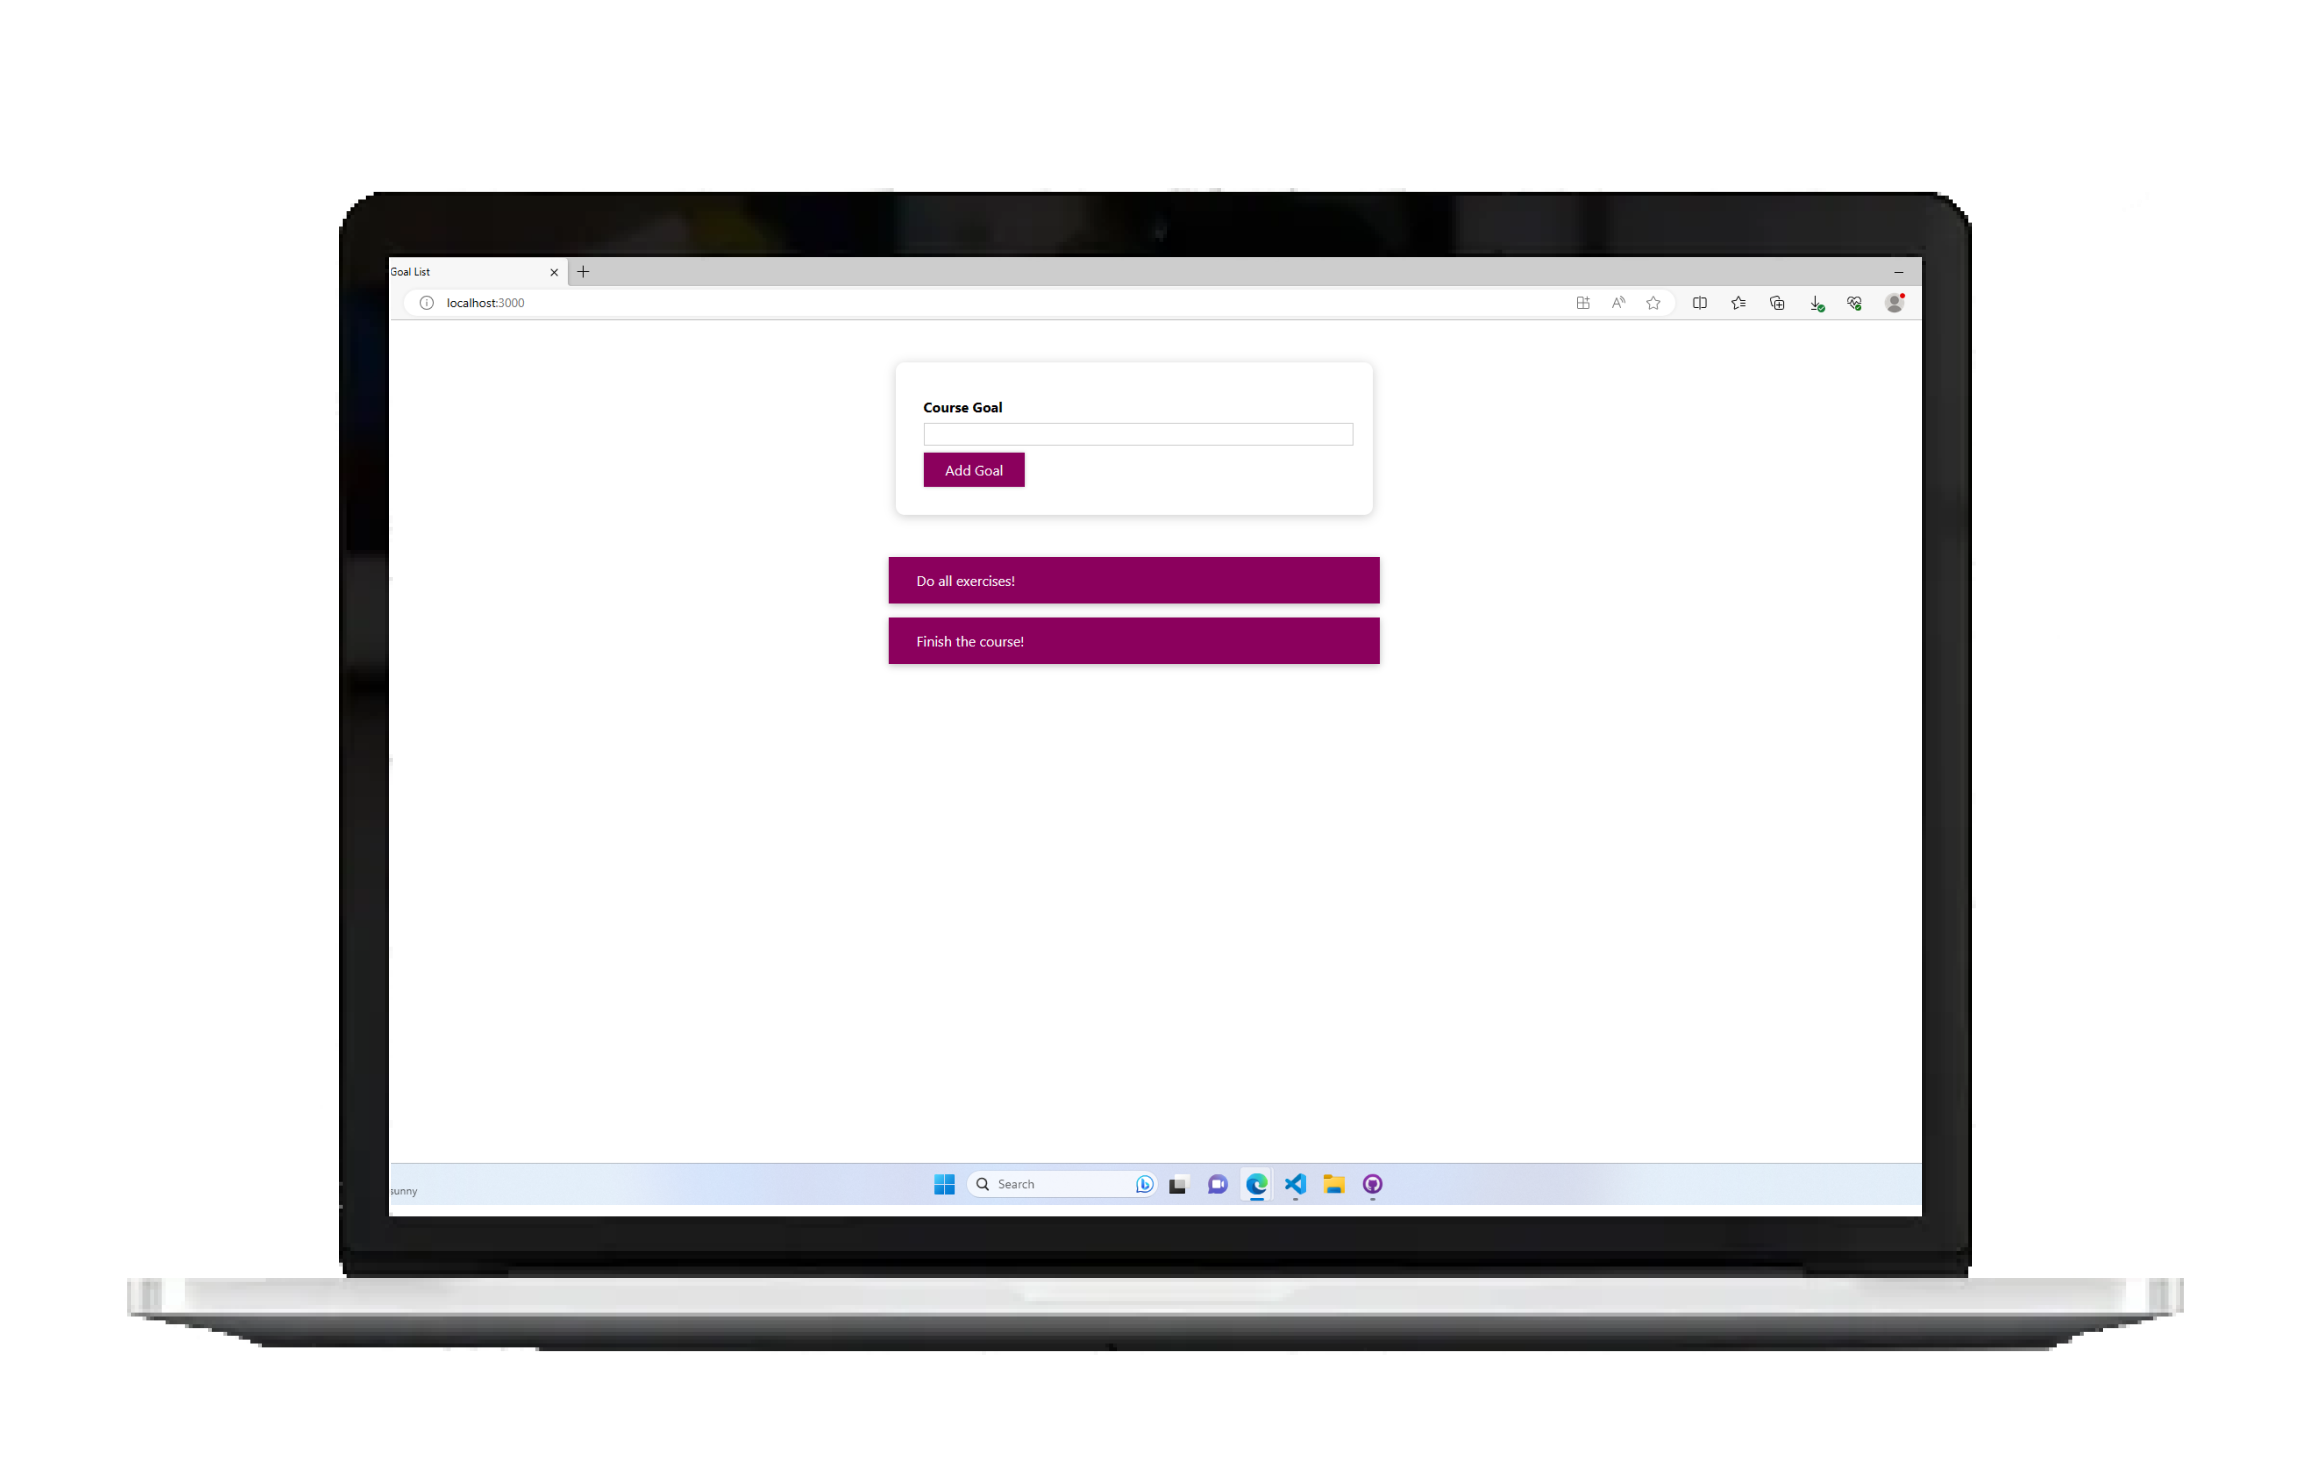 Goal List
localhost:3000
Course Goal
Add Goal
Do all exercises!
Finish the course!
sunny
Search